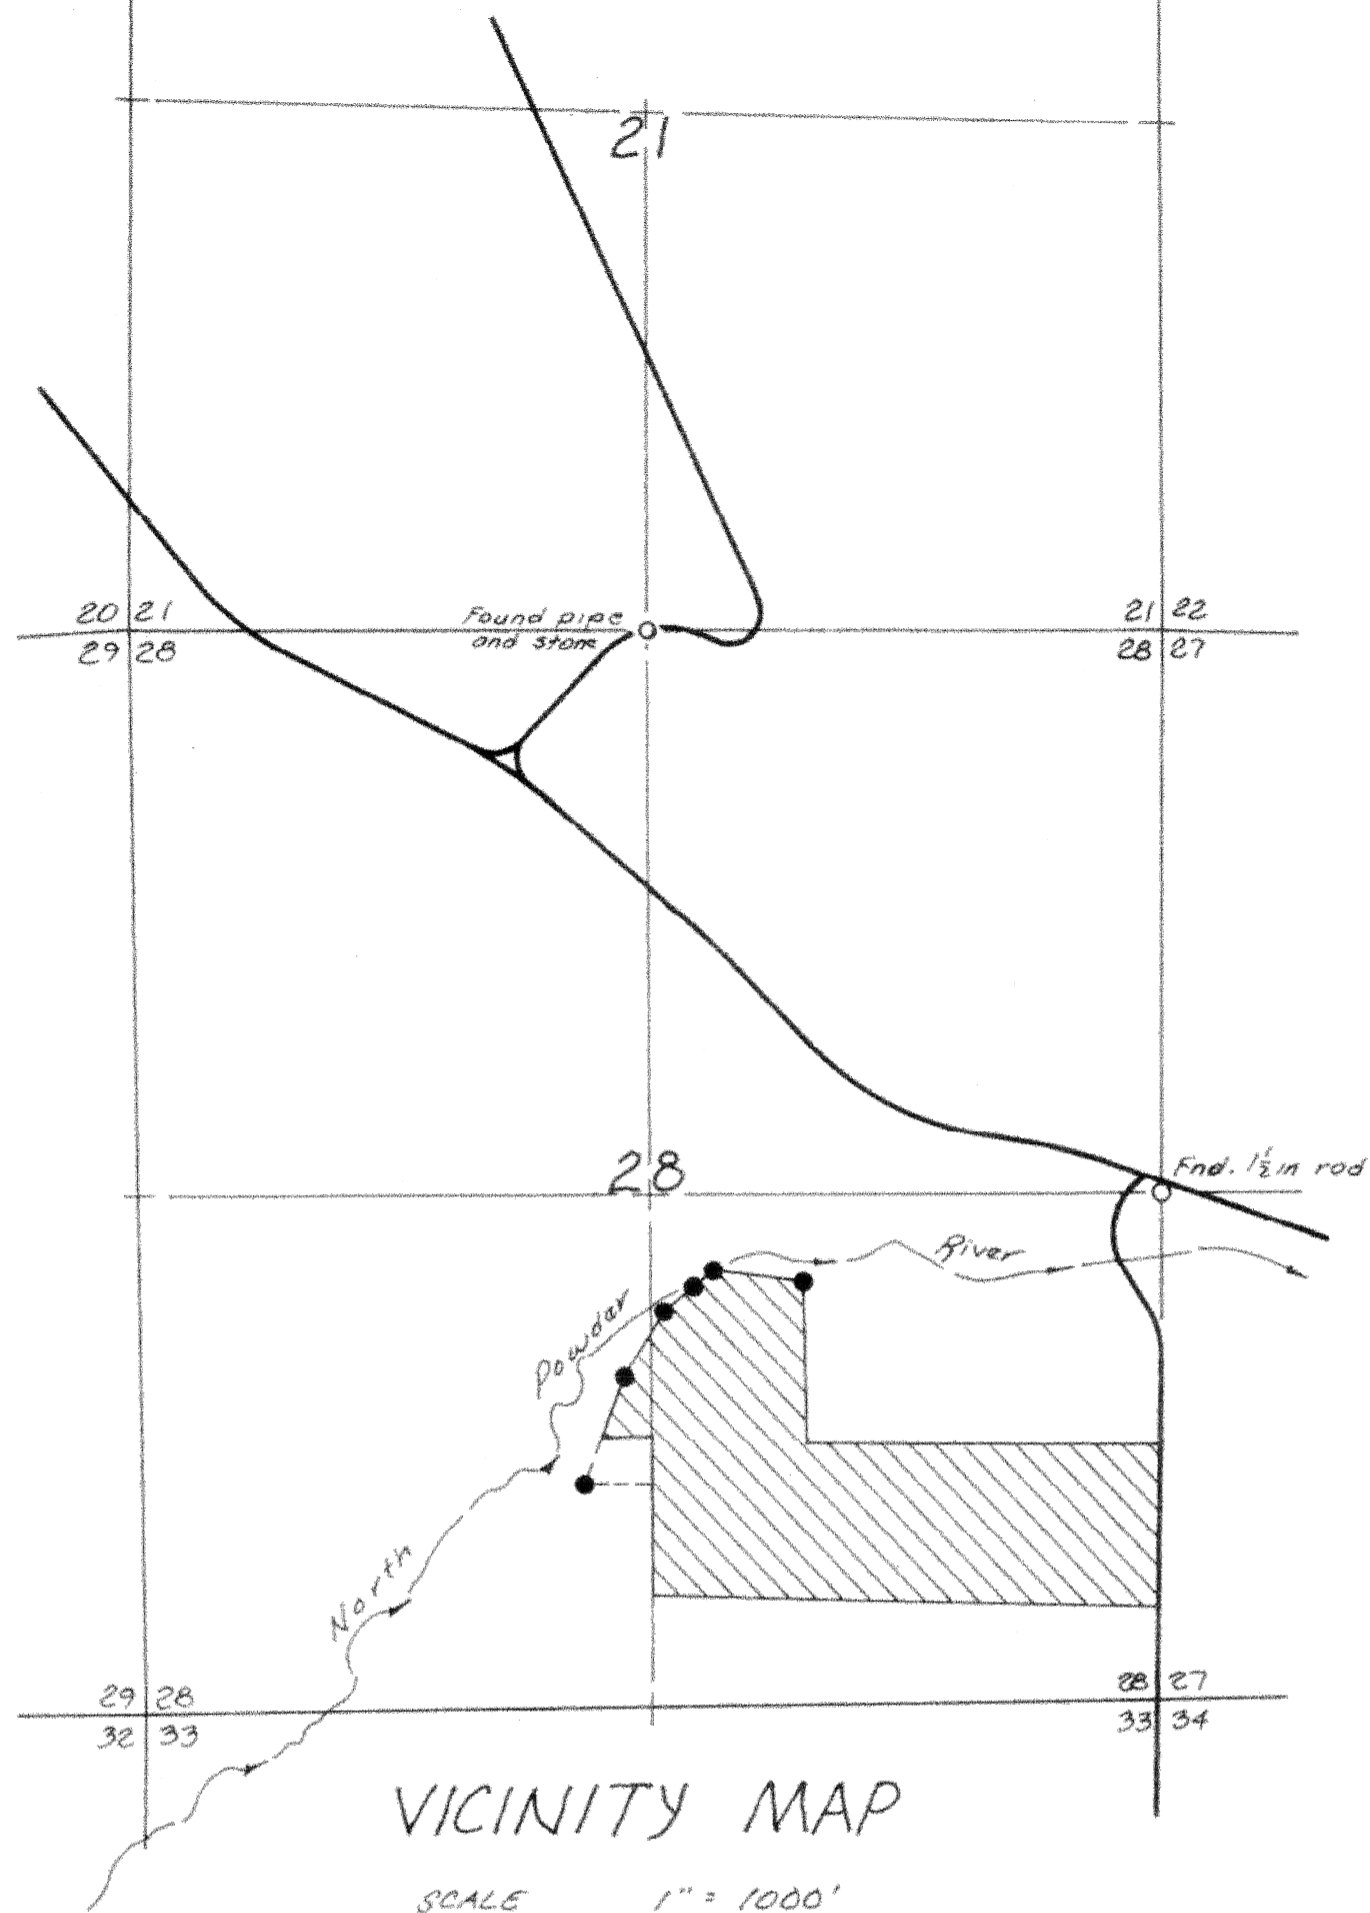 21
20 21
29 28
Found pipe
and stone
21 22
28 27
28
Fnd. 1½ in rod
River
Powder
North
29 28
32 33
28 27
33 34
VICINITY MAP
SCALE 1" = 1000'